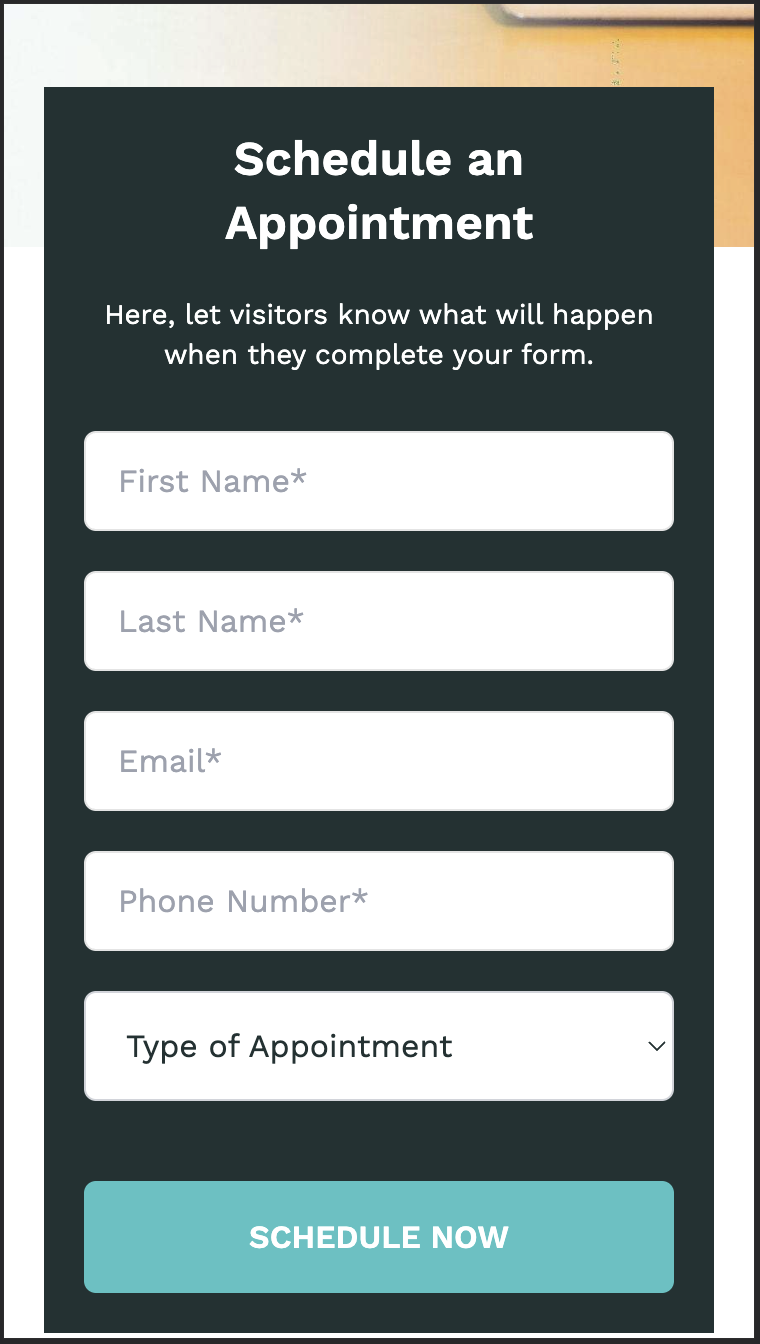 Schedule an
Appointment
Here, let visitors know what will happen
when they complete your form.
First Name*
Last Name*
Email*
Phone Number*
Type of Appointment
SCHEDULE NOW